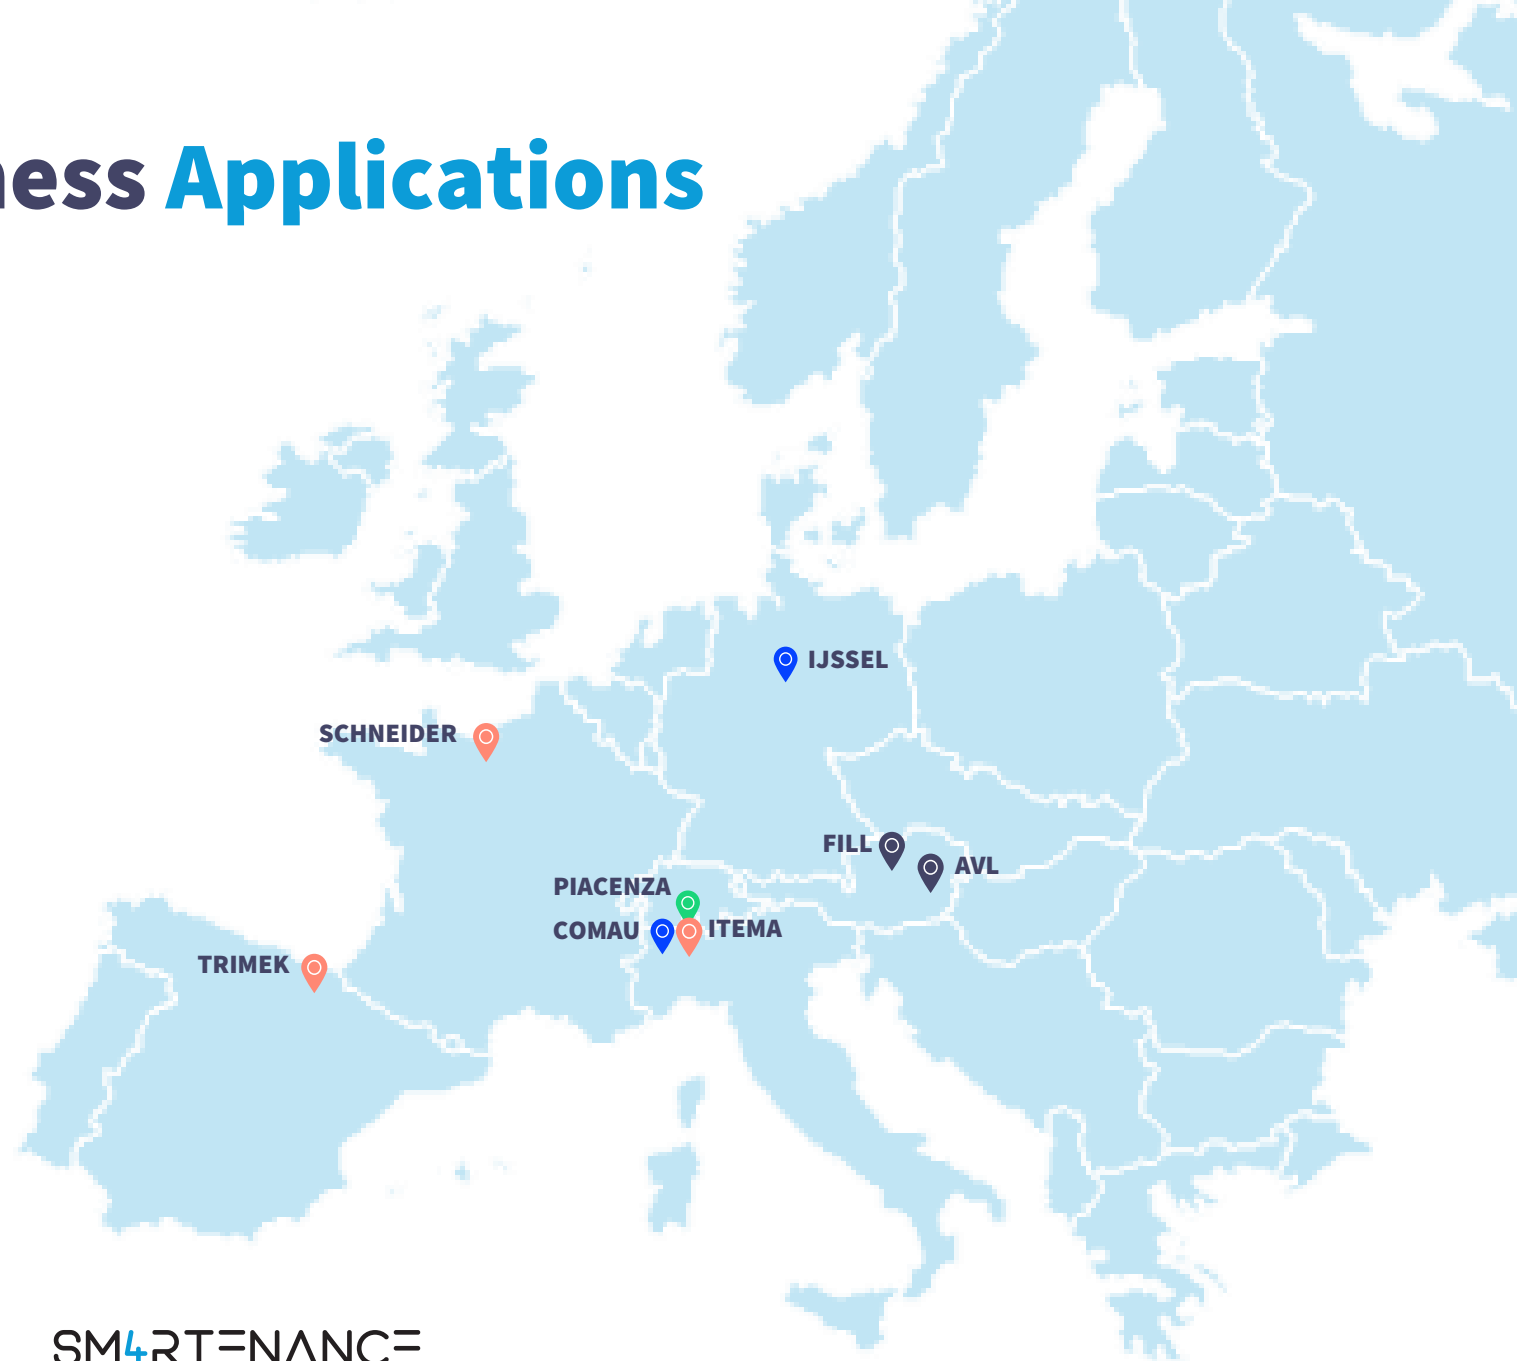 ness Applications
IJSSEL
SCHNEIDER
FILL
AVL
PIACENZA
COMAU
ITEMA
TRIMEK
SM4RTENANCE